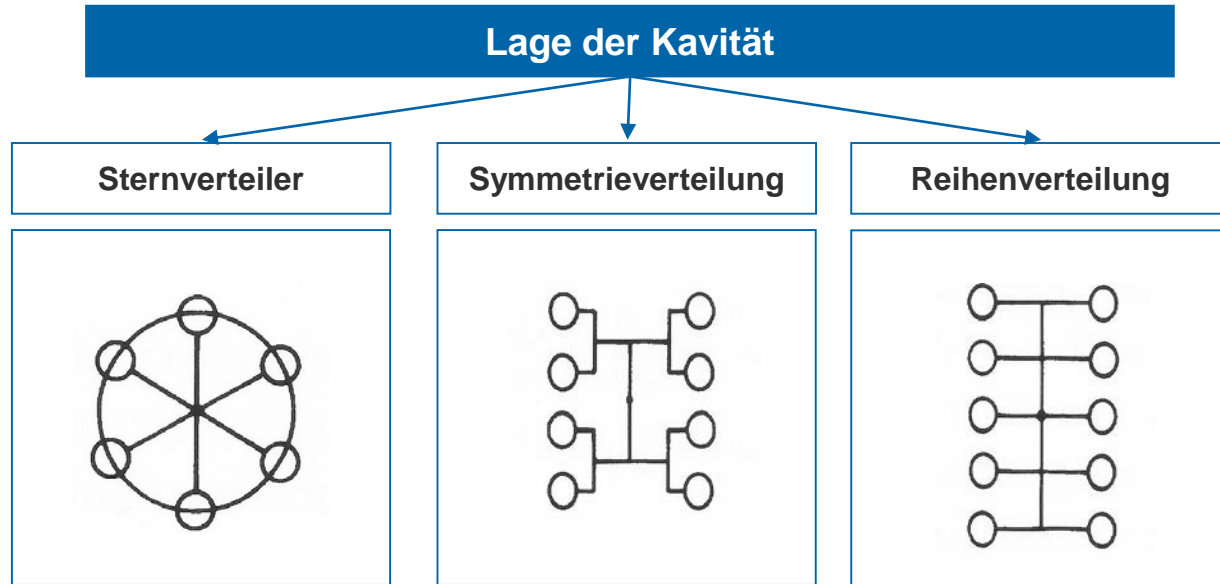 Lage der Kavität
Sternverteiler
Symmetrieverteilung
Reihenverteilung